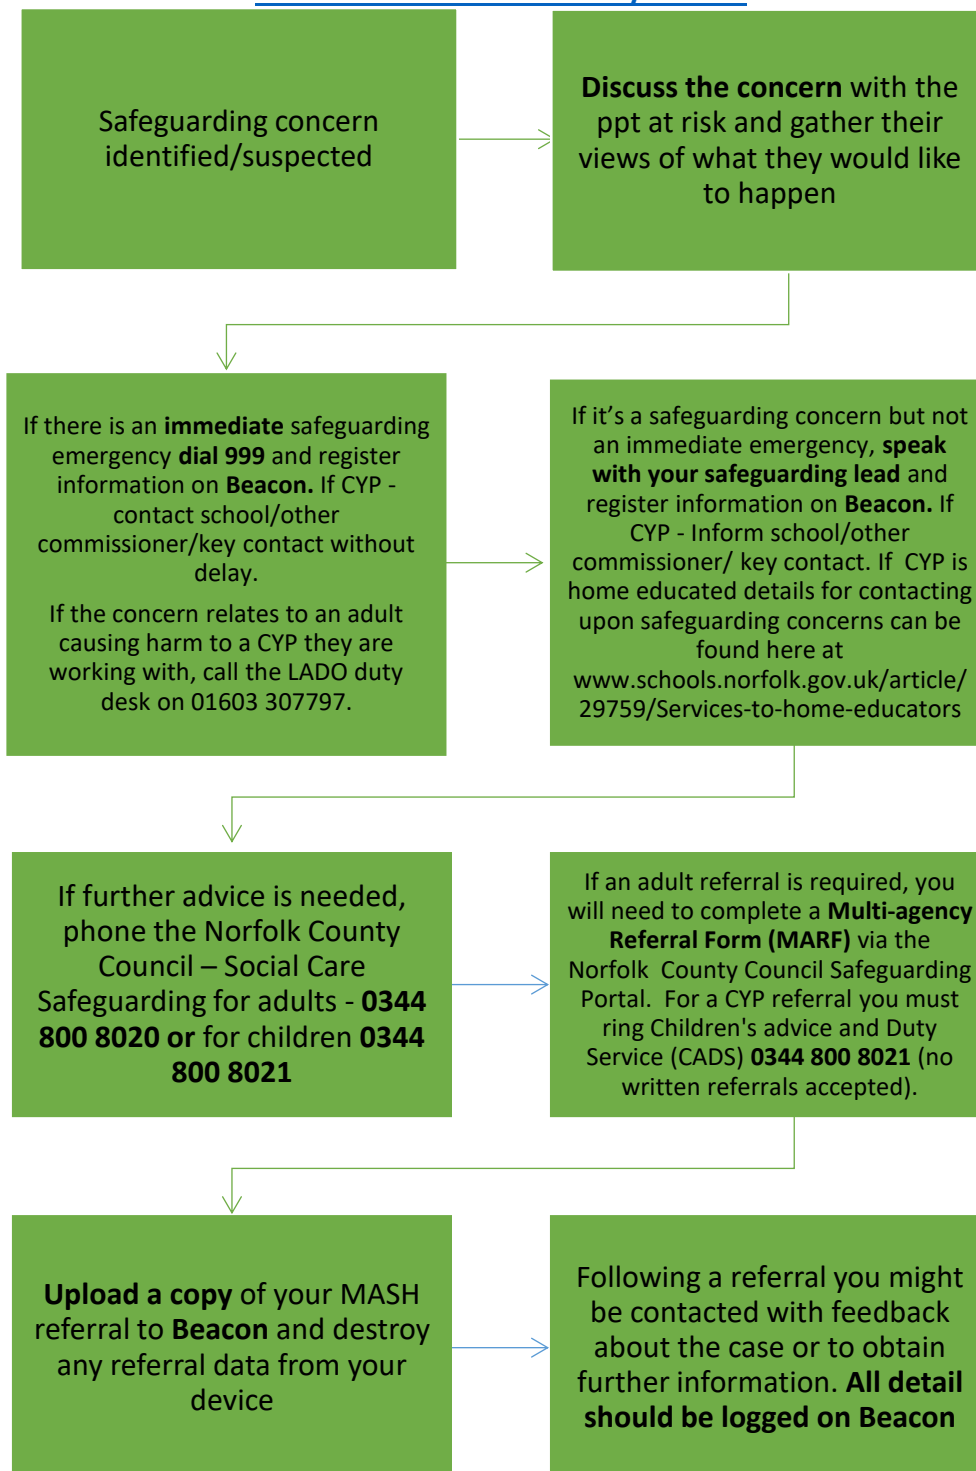 Safeguarding concern
identified/suspected
Discuss the concern with the
ppt at risk and gather their
views of what they would like
to happen
If there is an immediate safeguarding
emergency dial 999 and register
information on Beacon. If CYP -
contact school/other
commissioner/key contact without
delay.
If the concern relates to an adult
causing harm to a CYP they are
working with, call the LADO duty
desk on 01603 307797.
If it’s a safeguarding concern but not
an immediate emergency, speak
with your safeguarding lead and
register information on Beacon. If
CYP - Inform school/other
commissioner/ key contact. If CYP is
home educated details for contacting
upon safeguarding concerns can be
found here at
www.schools.norfolk.gov.uk/article/
29759/Services-to-home-educators
If further advice is needed,
phone the Norfolk County
Council – Social Care
Safeguarding for adults - 0344
800 8020 or for children 0344
800 8021
If an adult referral is required, you
will need to complete a Multi-agency
Referral Form (MARF) via the
Norfolk County Council Safeguarding
Portal. For a CYP referral you must
ring Children's advice and Duty
Service (CADS) 0344 800 8021 (no
written referrals accepted).
Upload a copy of your MASH
referral to Beacon and destroy
any referral data from your
device
Following a referral you might
be contacted with feedback
about the case or to obtain
further information. All detail
should be logged on Beacon